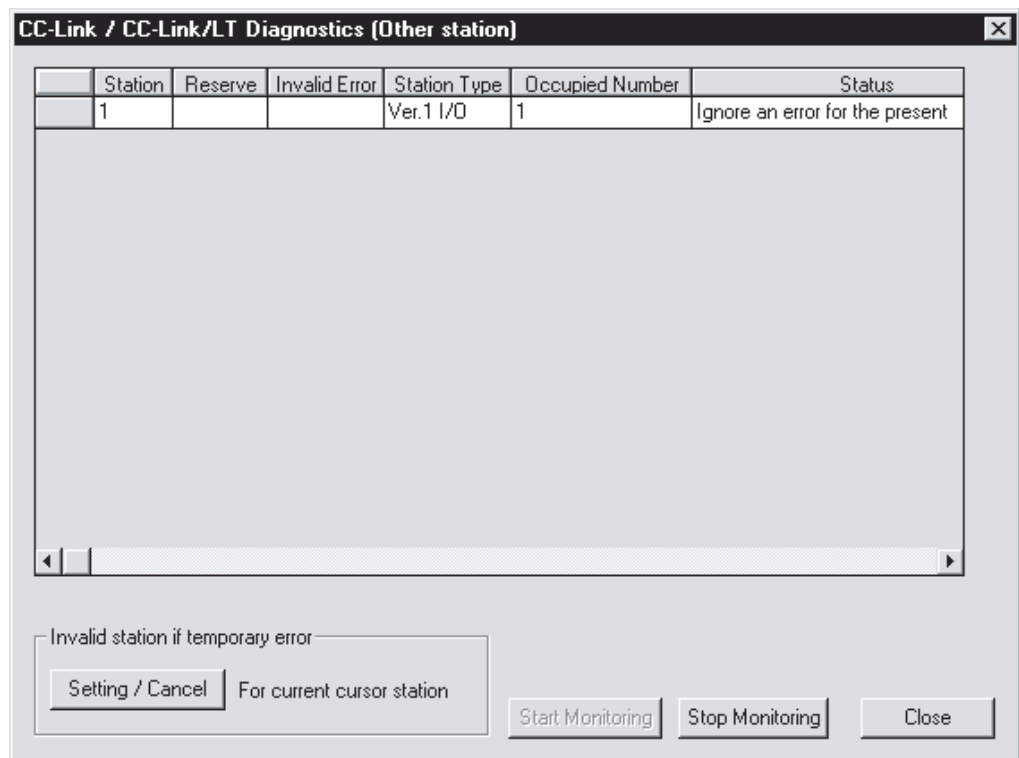 CC-Link / CC-Link/LT Diagnostics (Other station)
Station Reserve Invalid Error Station Type Occupied Number Status
1 Ver.1 I/O 1 Ignore an error for the present
Invalid station if temporary error
Setting / Cancel For current cursor station
Start Monitoring Stop Monitoring Close